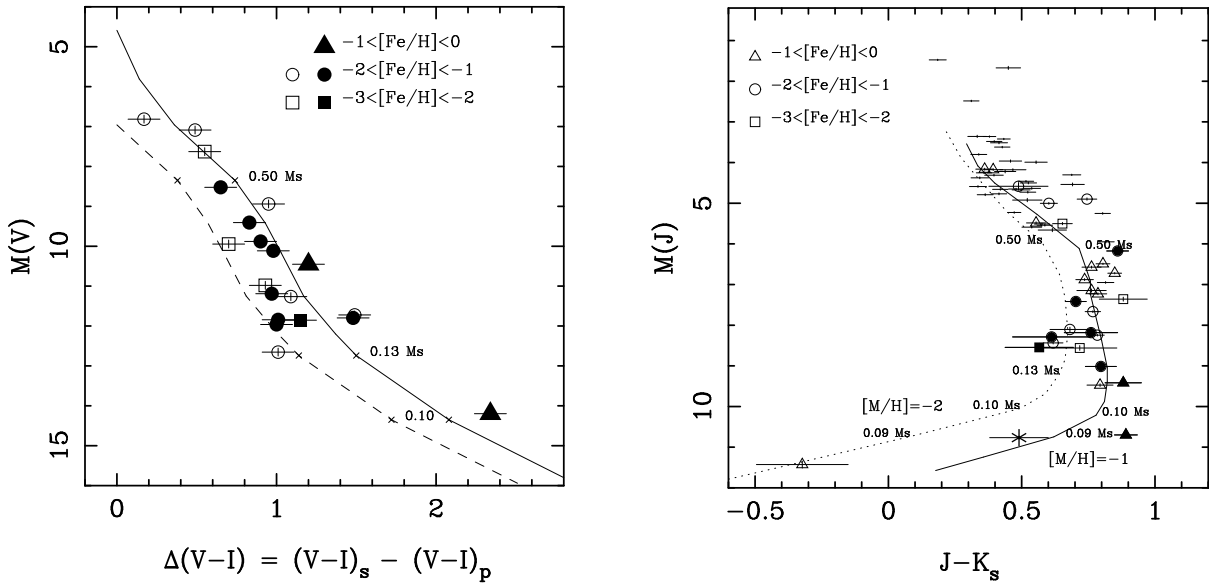 −1<[Fe/H]<0
−2<[Fe/H]<−1
−3<[Fe/H]<−2
0.50 Ms
0.13 Ms
0.10
5
10
15
M(V)
0
1
2
Δ(V−I) = (V−I)s − (V−I)p
−1<[Fe/H]<0
−2<[Fe/H]<−1
−3<[Fe/H]<−2
0.50 Ms
0.50 Ms
0.13 Ms
[M/H]=−2
0.10 Ms
0.10 Ms
0.09 Ms
0.09 Ms
[M/H]=−1
5
10
M(J)
−0.5
0
0.5
1
J−Ks